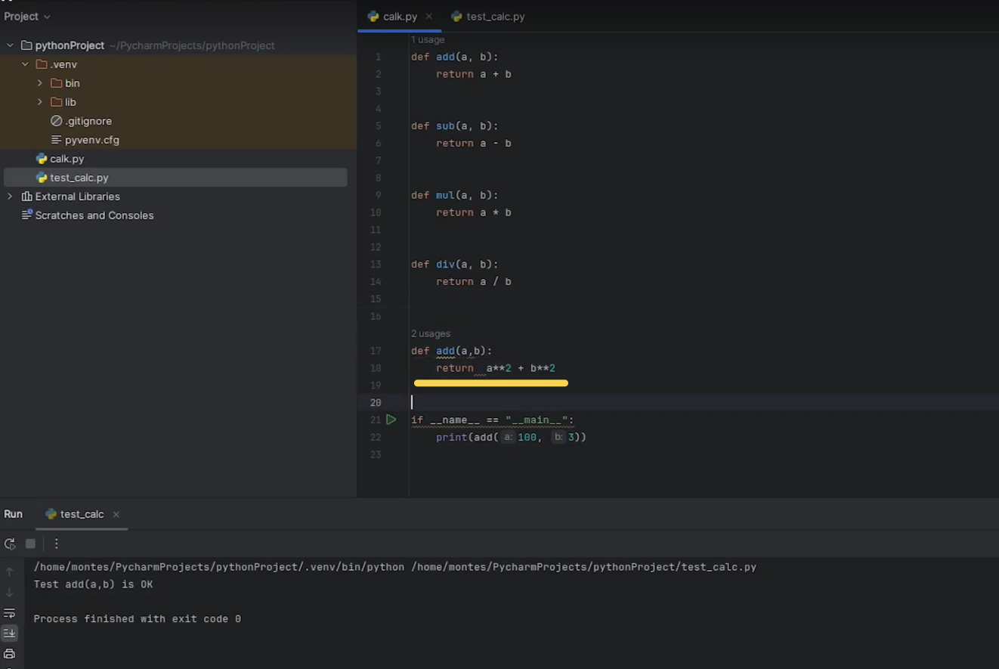 Project
pythonProject ~/PycharmProjects/pythonProject
.venv
bin
lib
.gitignore
pyvenv.cfg
calk.py
test_calc.py
External Libraries
Scratches and Consoles
calk.py
test_calc.py
1 usage
1 def add(a, b):
2 return a + b
3
4
5 def sub(a, b):
6 return a - b
7
8
9 def mul(a, b):
10 return a * b
11
12
13 def div(a, b):
14 return a / b
15
16
2 usages
17 def add(a,b):
18 return  a**2 + b**2
19
20
21 if __name__ == "__main__":
22 print(add( a: 100, b: 3))
23
Run test_calc
/home/montes/PycharmProjects/pythonProject/.venv/bin/python /home/montes/PycharmProjects/pythonProject/test_calc.py
Test add(a,b) is OK
Process finished with exit code 0